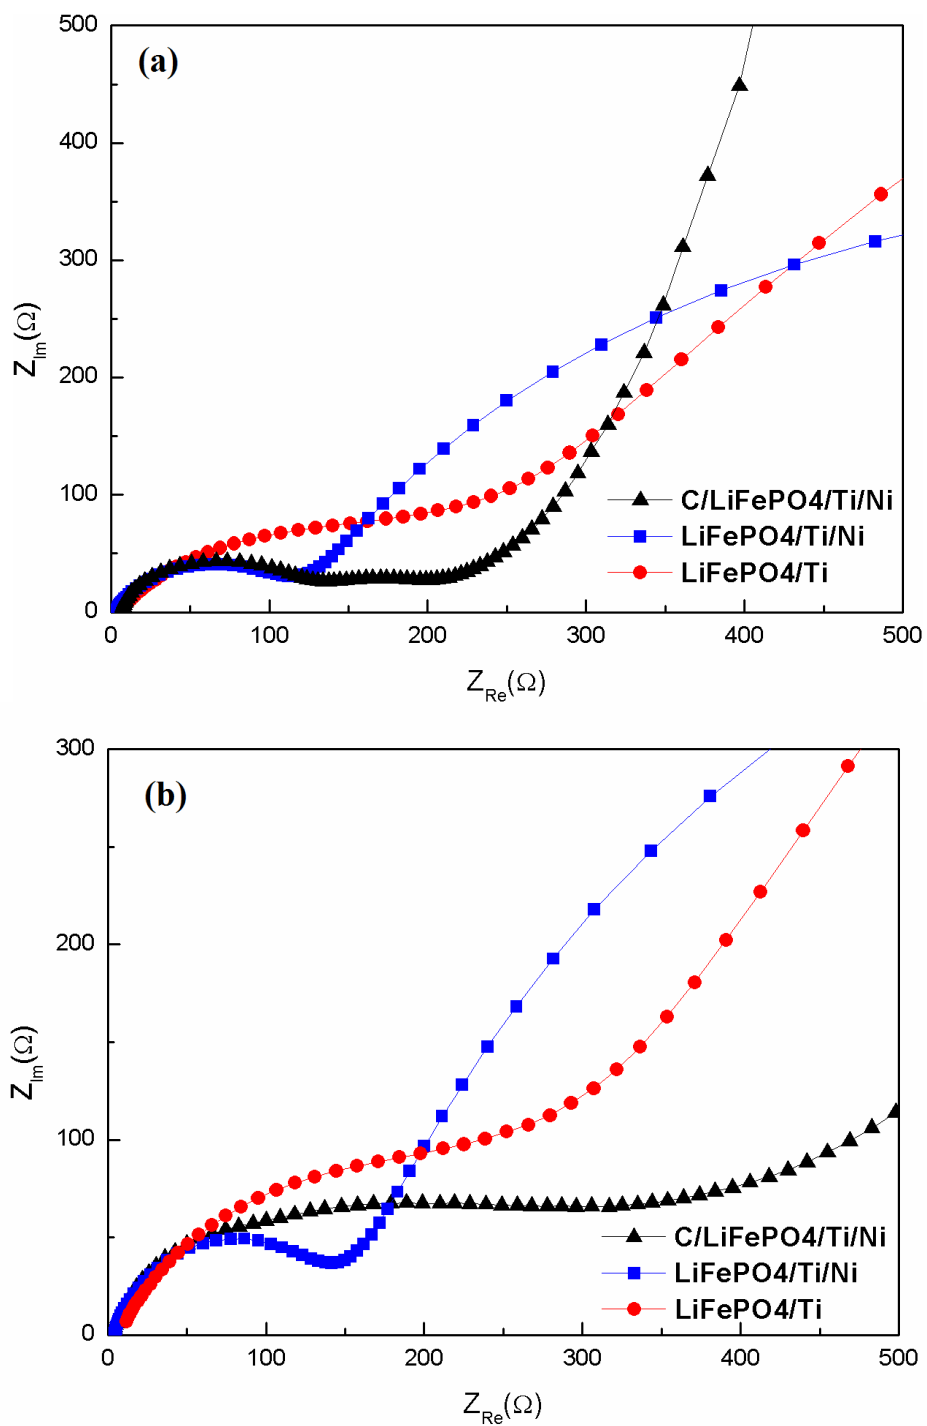 (a)
500
400
300
200
100
0
Z_Im(Ω)
C/LiFePO4/Ti/Ni
LiFePO4/Ti/Ni
LiFePO4/Ti
0 100 200 300 400 500
Z_Re(Ω)
(b)
300
200
100
0
Z_Im(Ω)
C/LiFePO4/Ti/Ni
LiFePO4/Ti/Ni
LiFePO4/Ti
0 100 200 300 400 500
Z_Re(Ω)